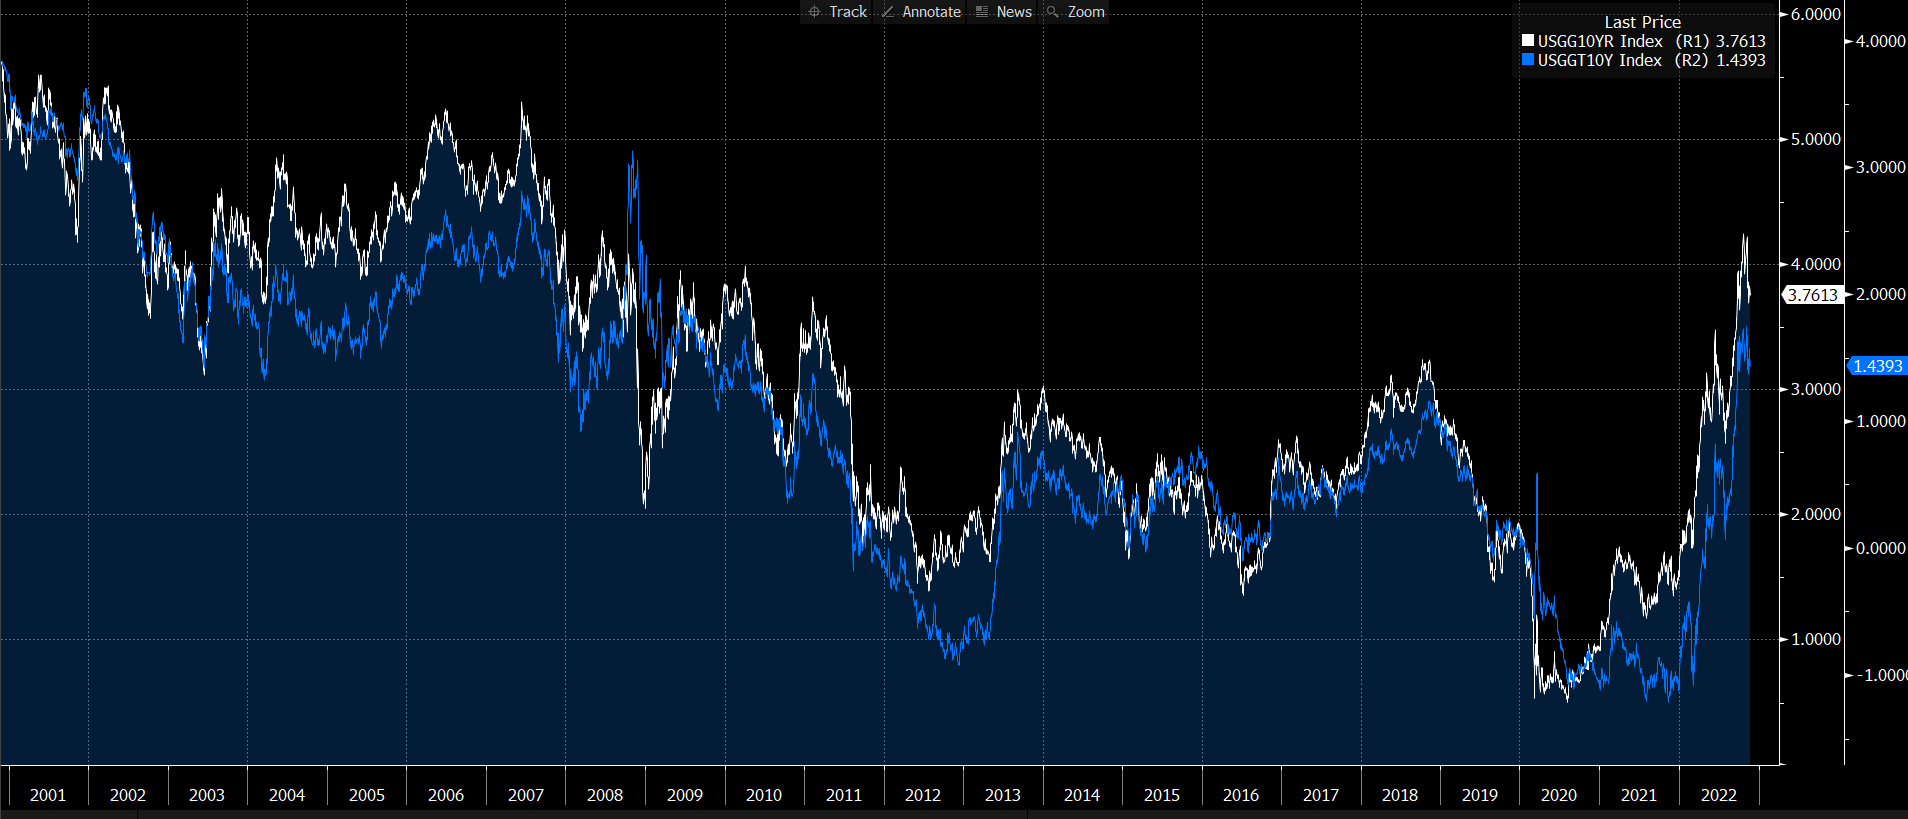 Track Annotate News Zoom
Last Price
USGG10YR Index (R1) 3.7613
USGGT10Y Index (R2) 1.4393
6.0000
4.0000
5.0000
3.0000
4.0000
3.7613
2.0000
1.4393
3.0000
1.0000
2.0000
0.0000
1.0000
-1.0000
2001 2002 2003 2004 2005 2006 2007 2008 2009 2010 2011 2012 2013 2014 2015 2016 2017 2018 2019 2020 2021 2022